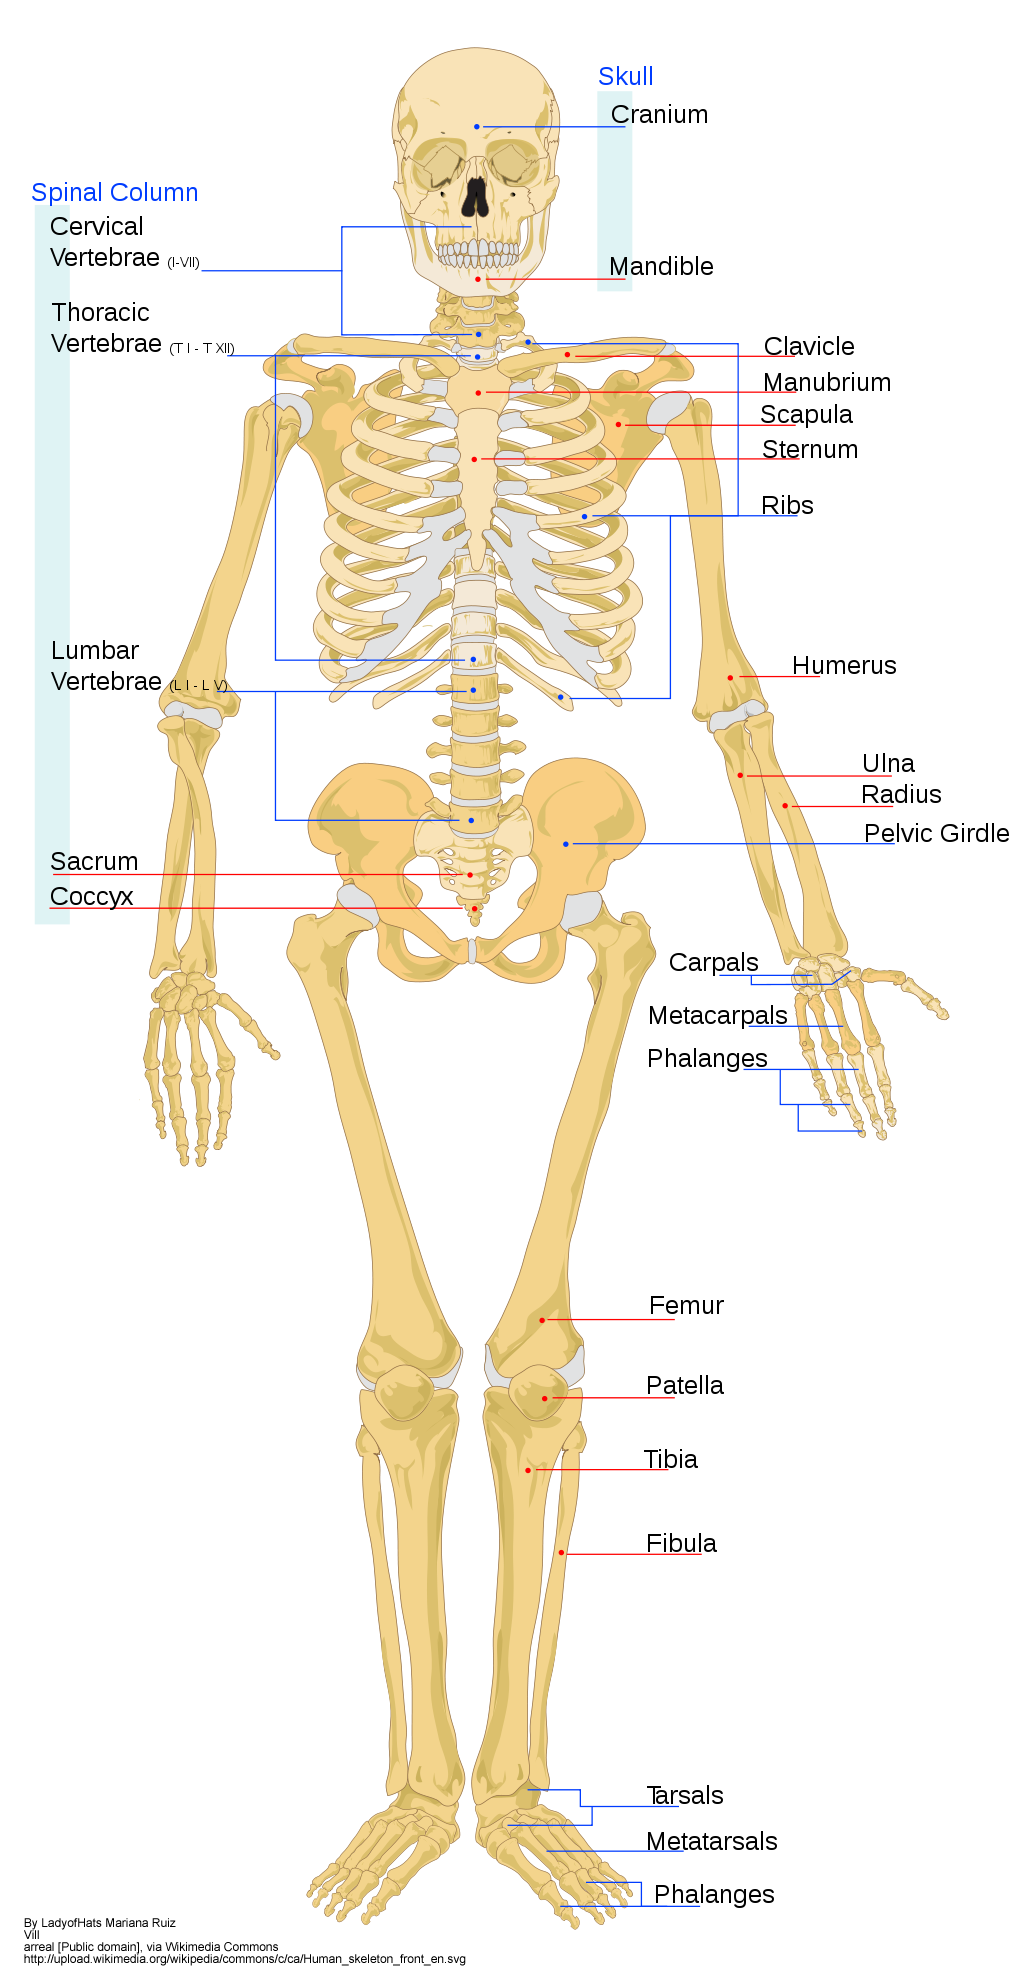 Skull
Cranium
Mandible
Spinal Column
Cervical
Vertebrae (I-VII)
Thoracic
Vertebrae (T I - T XII)
Lumbar
Vertebrae (L I - L V)
Sacrum
Coccyx
Clavicle
Manubrium
Scapula
Sternum
Ribs
Humerus
Ulna
Radius
Pelvic Girdle
Carpals
Metacarpals
Phalanges
Femur
Patella
Tibia
Fibula
Tarsals
Metatarsals
Phalanges
By LadyofHats Mariana Ruiz
Vill
arreal [Public domain], via Wikimedia Commons
http://upload.wikimedia.org/wikipedia/commons/c/ca/Human_skeleton_front_en.svg